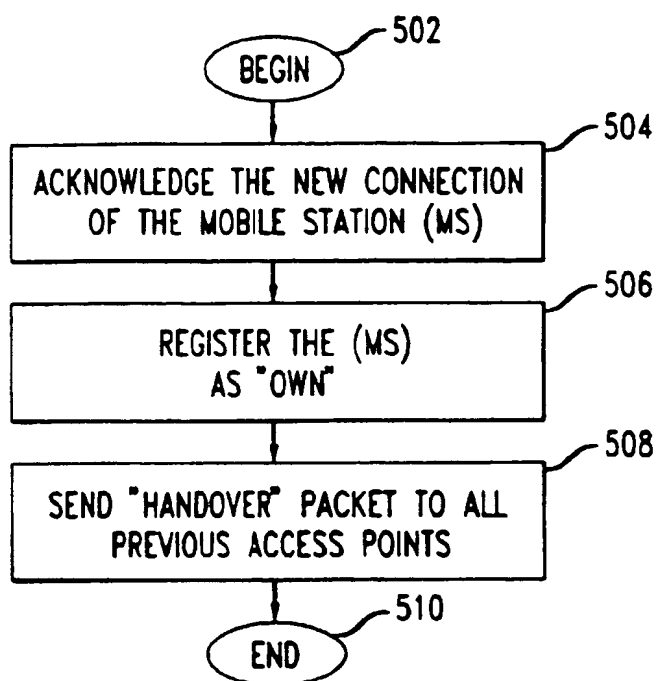 502
BEGIN
504
ACKNOWLEDGE THE NEW CONNECTION
OF THE MOBILE STATION (MS)
506
REGISTER THE (MS)
AS "OWN"
508
SEND "HANDOVER" PACKET TO ALL
PREVIOUS ACCESS POINTS
510
END